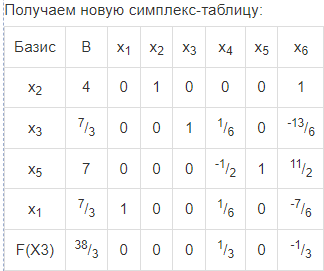 Получаем новую симплекс-таблицу:
Базис B x1 x2 x3 x4 x5 x6
x2 4 0 1 0 0 0 1
x3 7/3 0 0 1 1/6 0 -13/6
x5 7 0 0 0 -1/2 1 11/2
x1 7/3 1 0 0 1/6 0 -7/6
F(X3) 38/3 0 0 0 1/3 0 -1/3